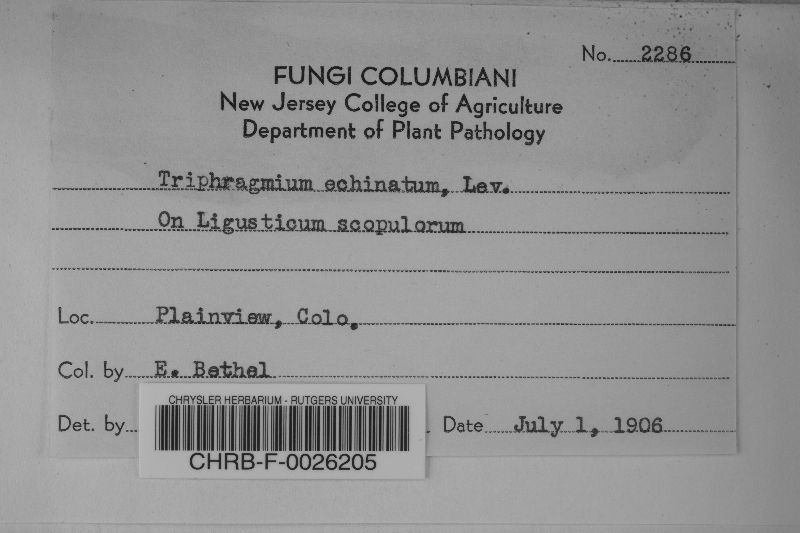 No. 2286
FUNGI COLUMBIANI
New Jersey College of Agriculture
Department of Plant Pathology
Triphragmium echinatum, Lev.
On Ligusticum scopulorum
Loc. Plainview, Colo.
Col. by E. Bethel
Det. by Date July 1, 1906
CHRYSLER HERBARIUM - RUTGERS UNIVERSITY
CHRB-F-0026205